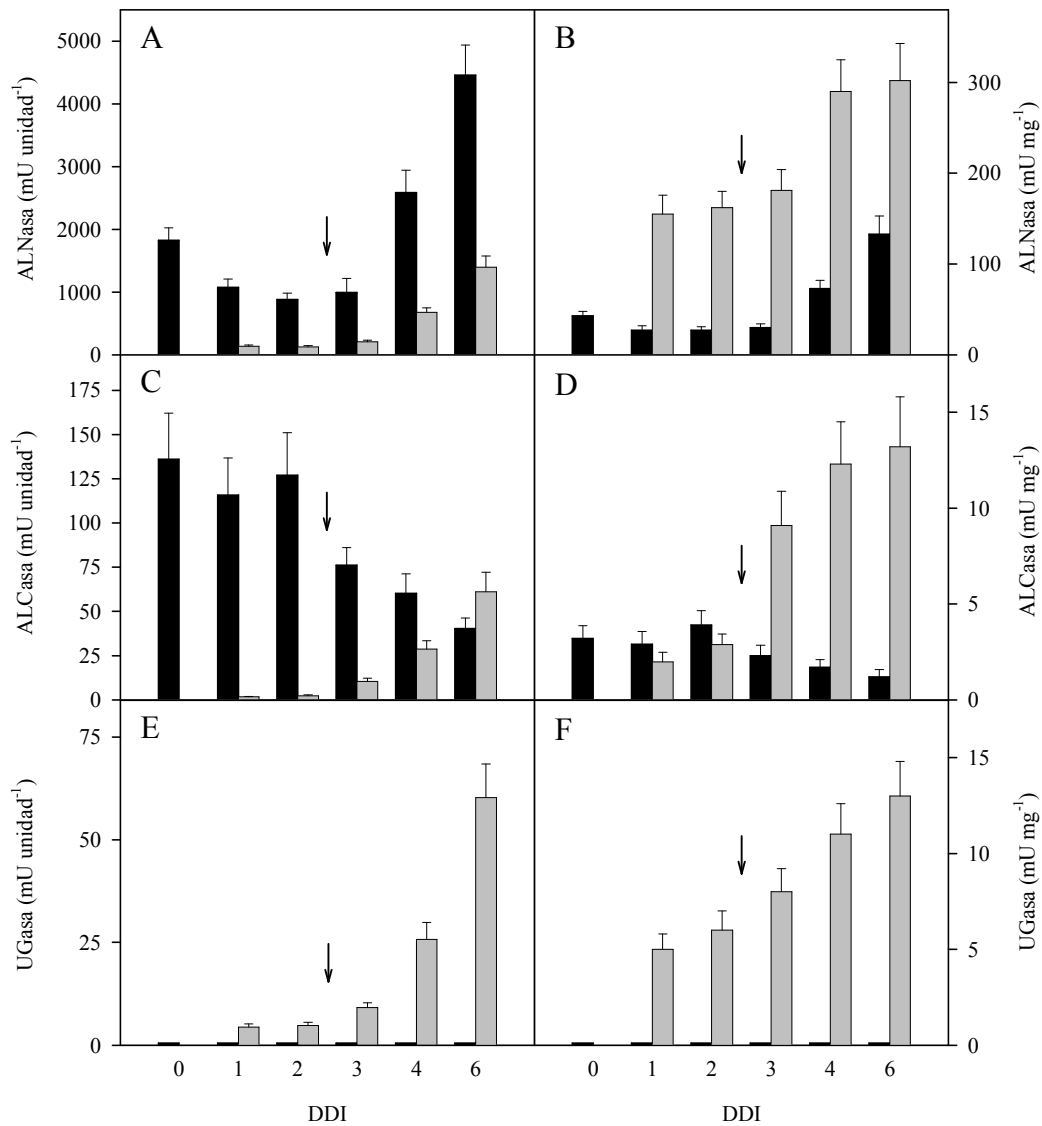 A
ALNasa (mU unidad⁻¹)
5000
4000
3000
2000
1000
0
B
ALNasa (mU mg⁻¹)
300
200
100
0
C
ALCasa (mU unidad⁻¹)
175
150
125
100
75
50
25
0
D
ALCasa (mU mg⁻¹)
15
10
5
0
E
UGasa (mU unidad⁻¹)
75
50
25
0
0 1 2 3 4 6
DDI
F
UGasa (mU mg⁻¹)
15
10
5
0
0 1 2 3 4 6
DDI